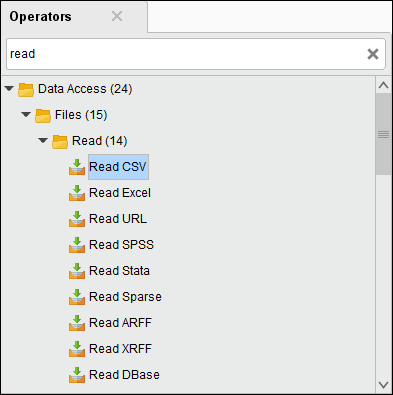 Operators
read
Data Access (24)
Files (15)
Read (14)
Read CSV
Read Excel
Read URL
Read SPSS
Read Stata
Read Sparse
Read ARFF
Read XRFF
Read DBase